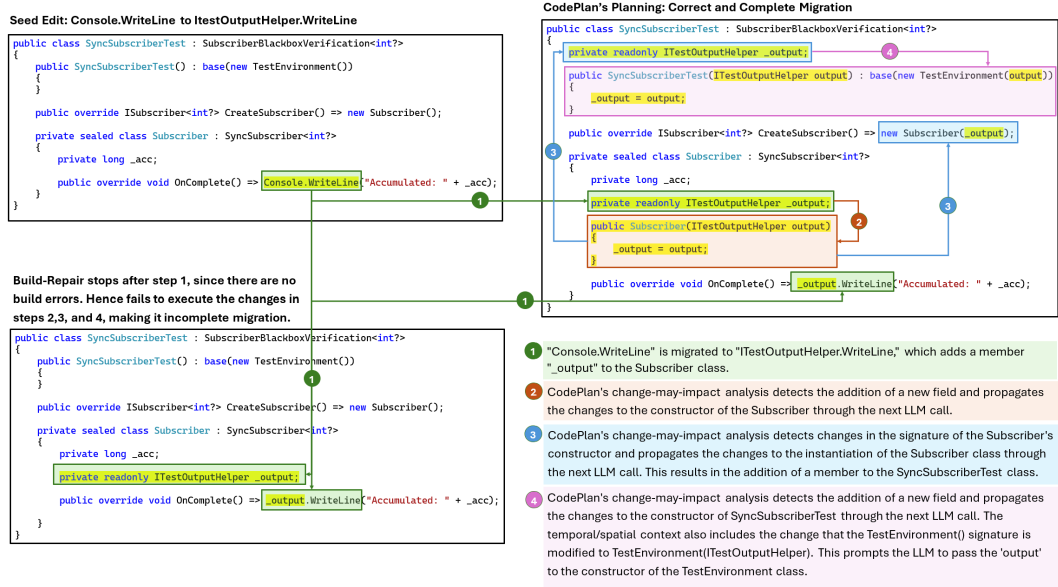 Seed Edit: Console.WriteLine to ItestOutputHelper.WriteLine
public class SyncSubscriberTest : SubscriberBlackboxVerification<int?>
{
public SyncSubscriberTest() : base(new TestEnvironment())
{
}
public override ISubscriber<int?> CreateSubscriber() => new Subscriber();
private sealed class Subscriber : SyncSubscriber<int?>
{
private long _acc;
public override void OnComplete() => Console.WriteLine("Accumulated: " + _acc);
}
}
1
Build-Repair stops after step 1, since there are no
build errors. Hence fails to execute the changes in
steps 2,3, and 4, making it incomplete migration.
public class SyncSubscriberTest : SubscriberBlackboxVerification<int?>
{
public SyncSubscriberTest() : base(new TestEnvironment())
{
}
1
public override ISubscriber<int?> CreateSubscriber() => new Subscriber();
private sealed class Subscriber : SyncSubscriber<int?>
{
private long _acc;
private readonly ITestOutputHelper _output;
public override void OnComplete() => _output.WriteLine("Accumulated: " + _acc);
}
}
CodePlan's Planning: Correct and Complete Migration
public class SyncSubscriberTest : SubscriberBlackboxVerification<int?>
{
private readonly ITestOutputHelper _output;
4
public SyncSubscriberTest(ITestOutputHelper output) : base(new TestEnvironment(output))
{
_output = output;
}
public override ISubscriber<int?> CreateSubscriber() => new Subscriber(_output);
3
private sealed class Subscriber : SyncSubscriber<int?>
{
private long _acc;
private readonly ITestOutputHelper _output;
3
2
public Subscriber(ITestOutputHelper output)
{
_output = output;
}
public override void OnComplete() => _output.WriteLine("Accumulated: " + _acc);
1
}
}
1 "Console.WriteLine" is migrated to "ITestOutputHelper.WriteLine," which adds a member
"_output" to the Subscriber class.
2 CodePlan's change-may-impact analysis detects the addition of a new field and propagates
the changes to the constructor of the Subscriber through the next LLM call.
3 CodePlan's change-may-impact analysis detects changes in the signature of the Subscriber's
constructor and propagates the changes to the instantiation of the Subscriber class through
the next LLM call. This results in the addition of a member to the SyncSubscriberTest class.
4 CodePlan's change-may-impact analysis detects the addition of a new field and propagates
the changes to the constructor of SyncSubscriberTest through the next LLM call. The
temporal/spatial context also includes the change that the TestEnvironment() signature is
modified to TestEnvironment(ITestOutputHelper). This prompts the LLM to pass the 'output'
to the constructor of the TestEnvironment class.